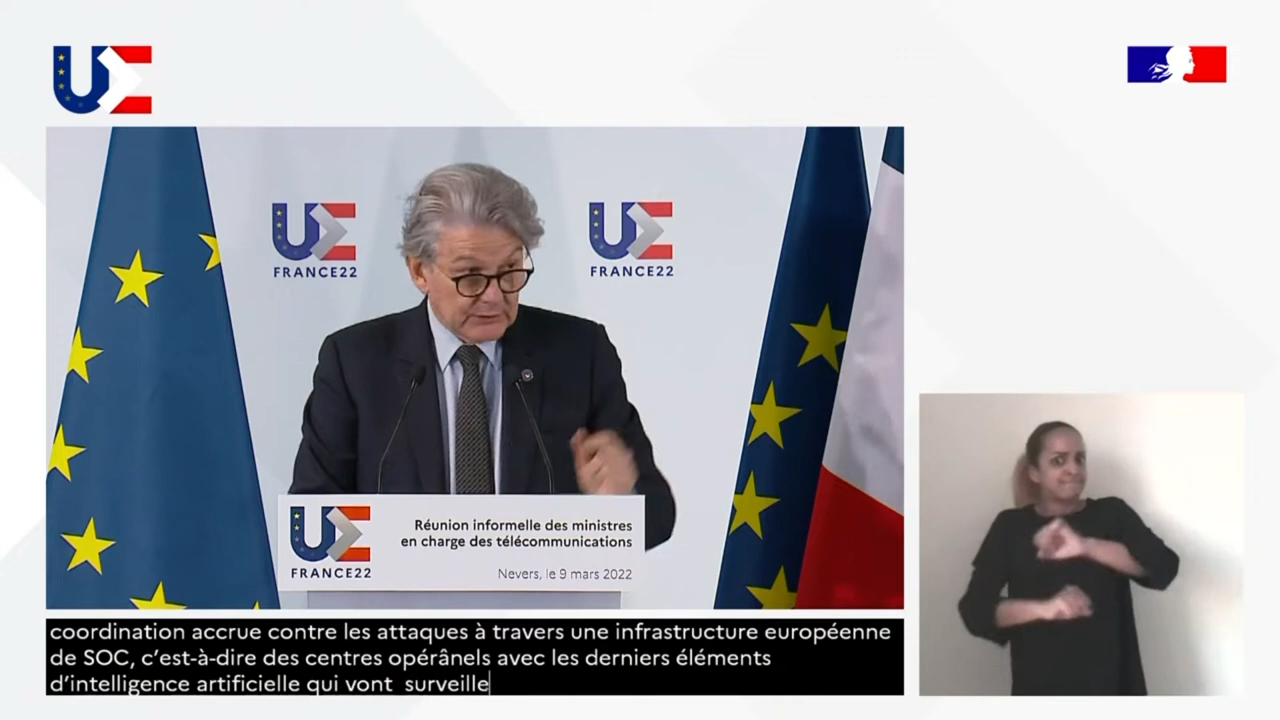 UE
FRANCE22
UE
FRANCE22
UE
FRANCE22
Réunion informelle des ministres
en charge des télécommunications
Nevers, le 9 mars 2022
coordination accrue contre les attaques à travers une infrastructure européenne
de SOC, c'est-à-dire des centres opérânels avec les derniers éléments
d'intelligence artificielle qui vont  surveille